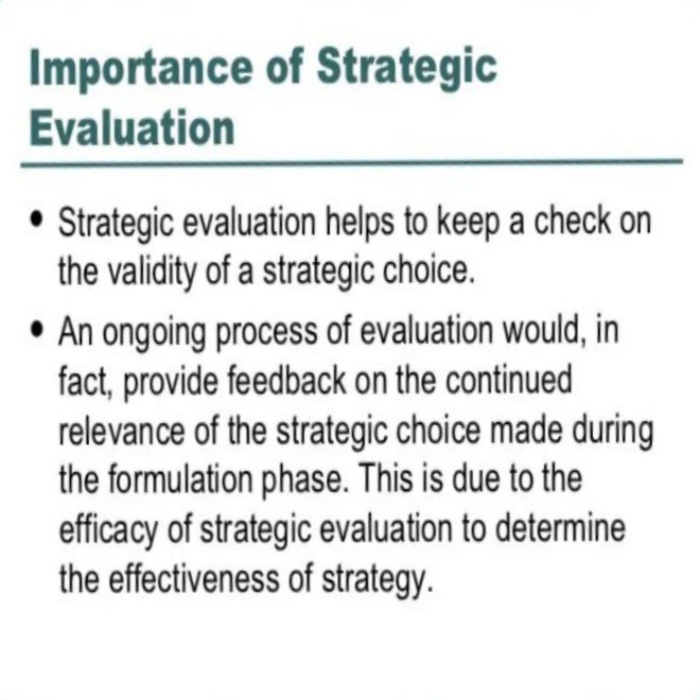 Importance of Strategic
Evaluation
• Strategic evaluation helps to keep a check on
the validity of a strategic choice.
• An ongoing process of evaluation would, in
fact, provide feedback on the continued
relevance of the strategic choice made during
the formulation phase. This is due to the
efficacy of strategic evaluation to determine
the effectiveness of strategy.